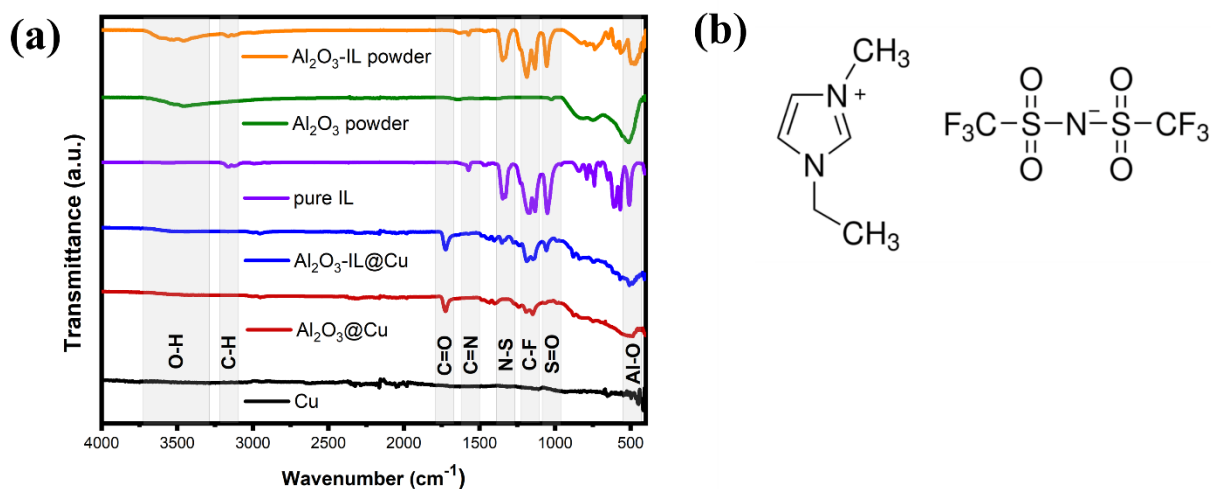 (a)
Transmittance (a.u.)
Al₂O₃-IL powder
Al₂O₃ powder
pure IL
Al₂O₃-IL@Cu
Al₂O₃@Cu
Cu
O-H
C-H
C=O
C=N
N-S
C-F
S=O
Al-O
4000 3500 3000 2500 2000 1500 1000 500
Wavenumber (cm⁻¹)
(b)
CH₃
N
+
N
CH₃
O O
F₃C S N⁻ S CF₃
O O